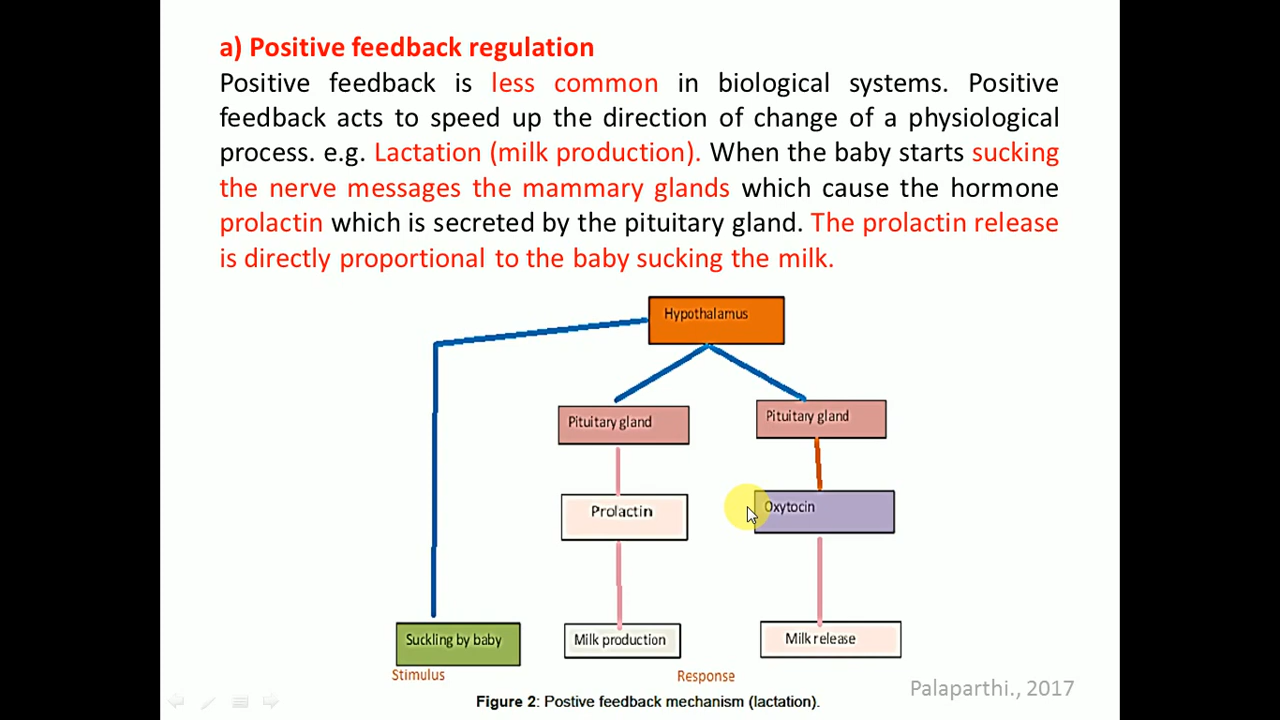 a) Positive feedback regulation
Positive feedback is less common in biological systems. Positive
feedback acts to speed up the direction of change of a physiological
process. e.g. Lactation (milk production). When the baby starts sucking
the nerve messages the mammary glands which cause the hormone
prolactin which is secreted by the pituitary gland. The prolactin release
is directly proportional to the baby sucking the milk.
Hypothalamus
Pituitary gland
Pituitary gland
Prolactin
Oxytocin
Suckling by baby
Milk production
Milk release
Stimulus
Response
Palaparthi., 2017
Figure 2: Postive feedback mechanism (lactation).